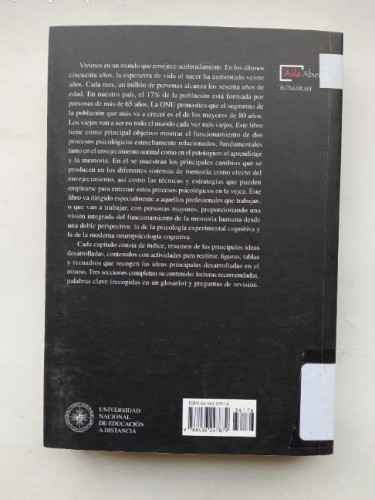 Vivimos en un mundo que envejece aceleradamente. En los últimos
cincuenta años, la esperanza de vida al nacer ha aumentado veinte
años. Cada mes, un millón de personas alcanza los sesenta años de
edad. En nuestro país, el 17% de la población está formada por
personas de más de 65 años. La ONU pronostica que el segmento de
la población que más va a crecer es el de los mayores de 80 años.
Los viejos van a ser en todo el mundo cada vez más viejos. Este libro
tiene como principal objetivo mostrar el funcionamiento de dos
procesos psicológicos estrechamente relacionados, fundamentales
tanto en el envejecimiento normal como en el patológico: el aprendizaje
y la memoria. En él se muestran los principales cambios que se
producen en los diferentes sistemas de memoria como efecto del
envejecimiento, así como las técnicas y estrategias que pueden
emplearse para entrenar estos procesos psicológicos en la vejez. Este
libro va dirigido especialmente a aquellos profesionales que trabajan,
o que van a trabajar, con personas mayores, proporcionando una
visión integrada del funcionamiento de la memoria humana desde
una doble perspectiva: la de la psicología experimental cognitiva y
la de la moderna neuropsicología cognitiva.
Cada capítulo consta de índice, resumen de las principales ideas
desarrolladas, contenidos con actividades para realizar, figuras, tablas
y recuadros que recogen las ideas principales desarrolladas en el
mismo. Tres secciones completan su contenido: lecturas recomendadas,
palabras clave (recogidas en un glosario) y preguntas de revisión.
Aula Abie
UNIVERSIDAD
NACIONAL
DE EDUCACIÓN
A DISTANCIA
36174